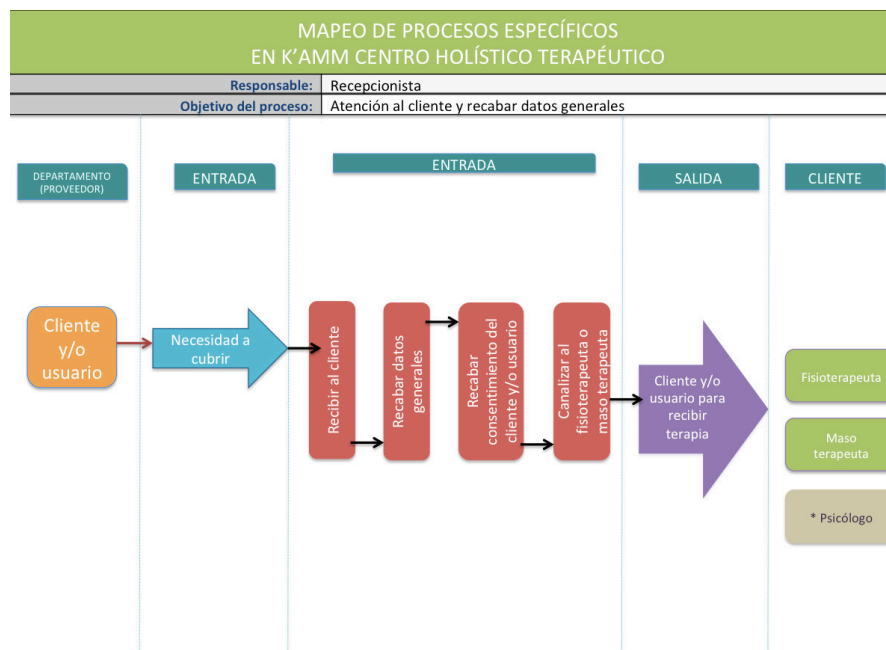 MAPEO DE PROCESOS ESPECÍFICOS
EN K'AMM CENTRO HOLÍSTICO TERAPÉUTICO
Responsable: Recepcionista
Objetivo del proceso: Atención al cliente y recabar datos generales
DEPARTAMENTO
(PROVEEDOR)
ENTRADA
ENTRADA
SALIDA
CLIENTE
Cliente
y/o
usuario
Necesidad a
cubrir
Recibir al cliente
Recabar datos
generales
Recabar
consentimiento del
cliente y/o usuario
Canalizar al
fisioterapeuta o
maso terapeuta
Cliente y/o
usuario para
recibir
terapia
Fisioterapeuta
Maso
terapeuta
* Psicólogo